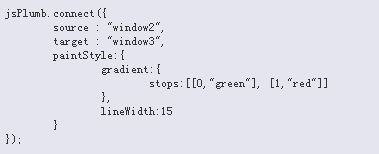 jsPlumb.connect({
        source : "window2",
        target : "window3",
        paintStyle:{
                gradient:{
                        stops:[[0,"green"], [1,"red"]]
                },
                lineWidth:15
        }
});